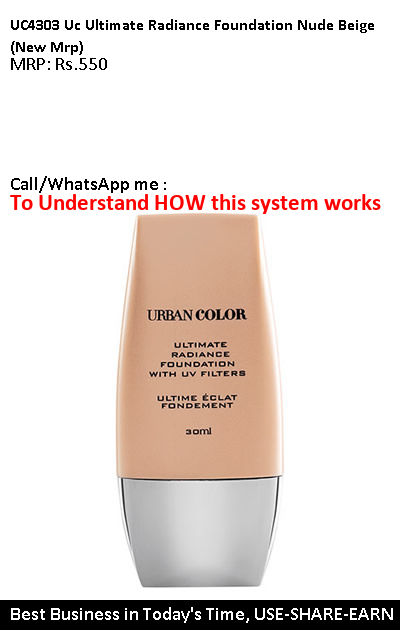 UC4303 Uc Ultimate Radiance Foundation Nude Beige
(New Mrp)
MRP: Rs.550
Call/WhatsApp me :
To Understand HOW this system works
URBAN COLOR
ULTIMATE
RADIANCE
FOUNDATION
WITH UV FILTERS
ULTIME ÉCLAT
FONDEMENT
30ml
Best Business in Today's Time, USE-SHARE-EARN